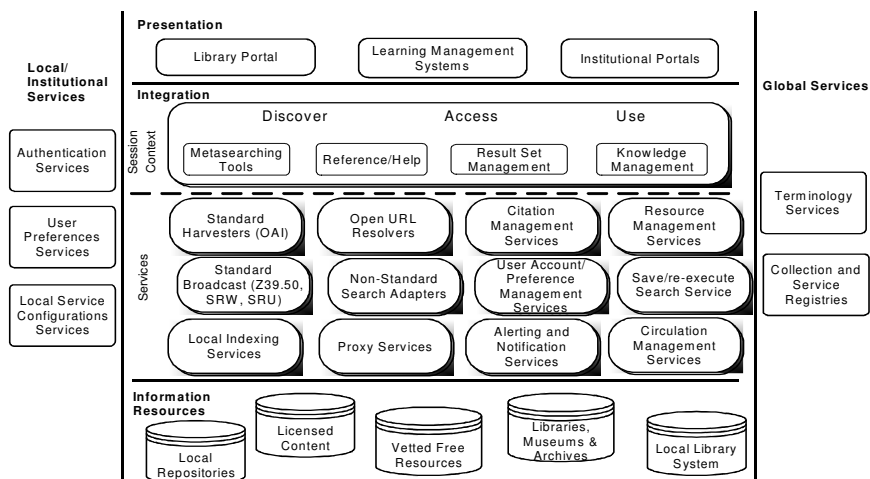 Local/
Institutional
Services
Authentication
Services
User
Preferences
Services
Local Service
Configurations
Services
Presentation
Library Portal
Learning Management
Systems
Institutional Portals
Integration
Session
Context
Discover
Access
Use
Metasearching
Tools
Reference/Help
Result Set
Management
Knowledge
Management
Services
Standard
Harvesters (OAI)
Open URL
Resolvers
Citation
Management
Services
Resource
Management
Services
Standard
Broadcast (Z39.50,
SRW, SRU)
Non-Standard
Search Adapters
User Account/
Preference
Management
Services
Save/re-execute
Search Service
Local Indexing
Services
Proxy Services
Alerting and
Notification
Services
Circulation
Management
Services
Information
Resources
Local
Repositories
Licensed
Content
Vetted Free
Resources
Libraries,
Museums &
Archives
Local Library
System
Global Services
Terminology
Services
Collection and
Service
Registries